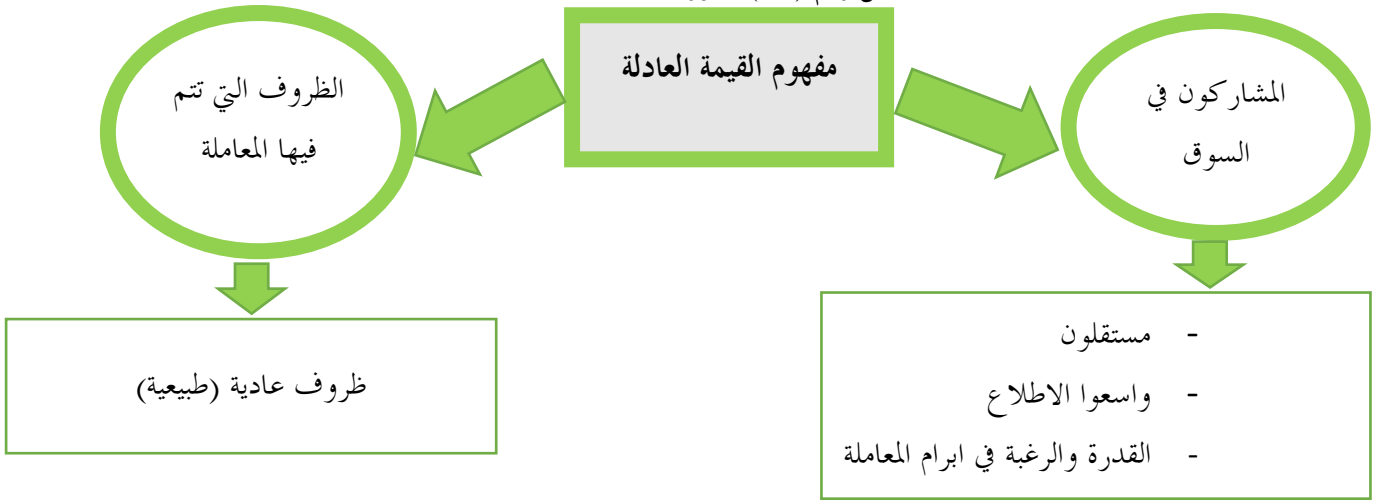 مفهوم القيمة العادلة
المشاركون في
السوق
الظروف التي تتم
فيها المعاملة
- مستقلون
- واسعوا الاطلاع
- القدرة والرغبة في ابرام المعاملة
ظروف عادية (طبيعية)